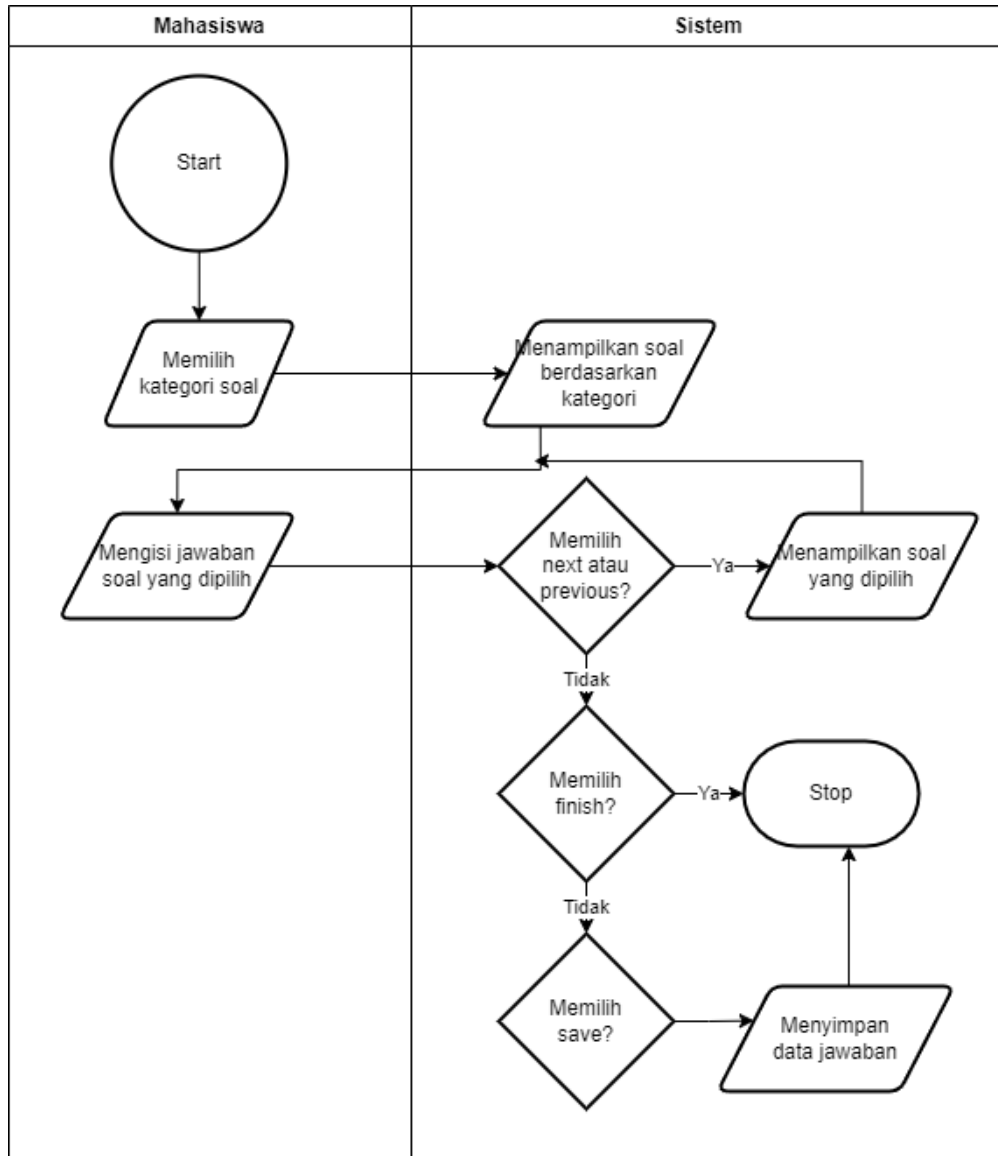 Mahasiswa
Sistem
Start
Memilih
kategori soal
Menampilkan soal
berdasarkan
kategori
Mengisi jawaban
soal yang dipilih
Memilih
next atau
previous?
Ya
Menampilkan soal
yang dipilih
Tidak
Memilih
finish?
Ya
Stop
Tidak
Memilih
save?
Menyimpan
data jawaban